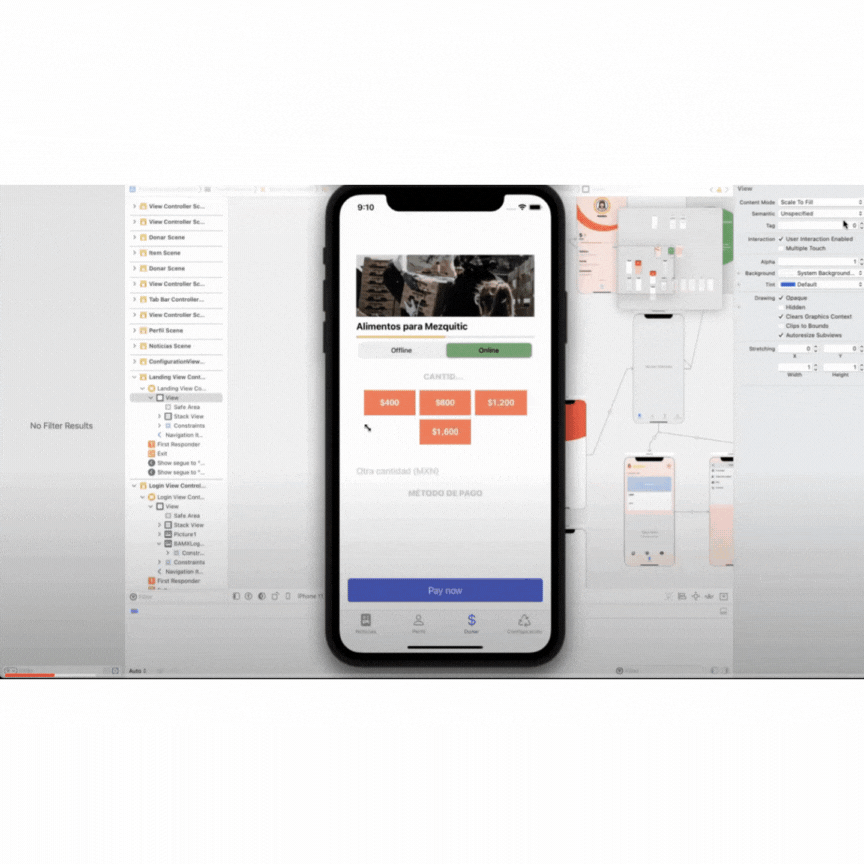 View Controller Sc...
View Controller Sc...
Donar Scene
Item Scene
Donar Scene
View Controller Sc...
Tab Bar Controller...
View Controller Sc...
Perfil Scene
Noticias Scene
ConfigurationView...
Landing View Cont...
Landing View Co...
View
Safe Area
Stack View
Constraints
Navigation It...
First Responder
Exit
Show segue to "...
Show segue to "...
Login View Control...
Login View Cont...
View
Safe Area
Stack View
Picture1
BAMXLog...
Constr...
Constraints
Navigation It...
First Responder
No Filter Results
Filter
Auto
iPhone 11
9:10
Alimentos para Mezquitic
Offline
Online
CANTID...
$400
$800
$1,200
$1,600
Otra cantidad (MXN)
MÉTODO DE PAGO
Pay now
Noticias
Perfil
Donar
Configuración
Filter
View
Content Mode
Scale To Fill
Semantic
Unspecified
Tag
0
Interaction
User Interaction Enabled
Multiple Touch
Alpha
1
Background
System Background...
Tint
Default
Drawing
Opaque
Hidden
Clears Graphics Context
Clips to Bounds
Autoresize Subviews
Stretching
0
0
X
Y
1
1
Width
Height